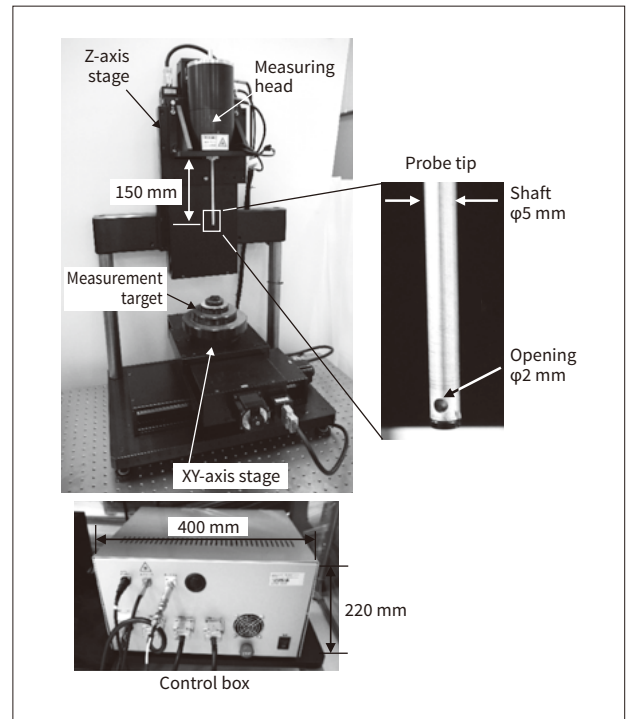 Z-axis
stage
Measuring
head
Probe tip
150 mm
Shaft
φ5 mm
Measurement
target
Opening
φ2 mm
XY-axis stage
400 mm
220 mm
Control box